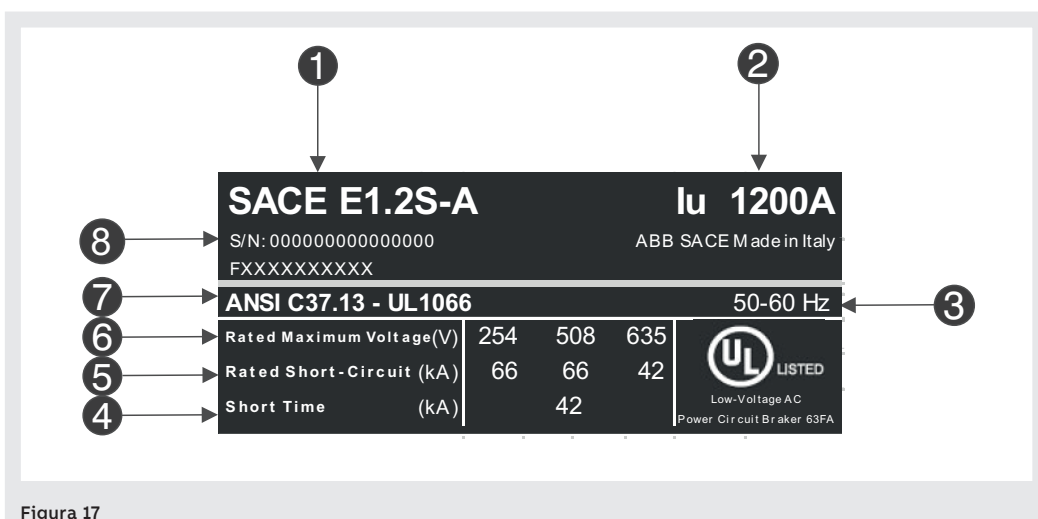 1 2
SACE E1.2S-A Iu 1200A
8 S/N: 000000000000000 ABB SACE Made in Italy
FXXXXXXXXXX
7 ANSI C37.13 - UL1066 50-60 Hz 3
6 Rated Maximum Voltage(V) 254 508 635
5 Rated Short-Circuit (kA) 66 66 42
4 Short Time (kA) 42
UL LISTED
Low-Voltage AC
Power Circuit Braker 63FA
Figura 17